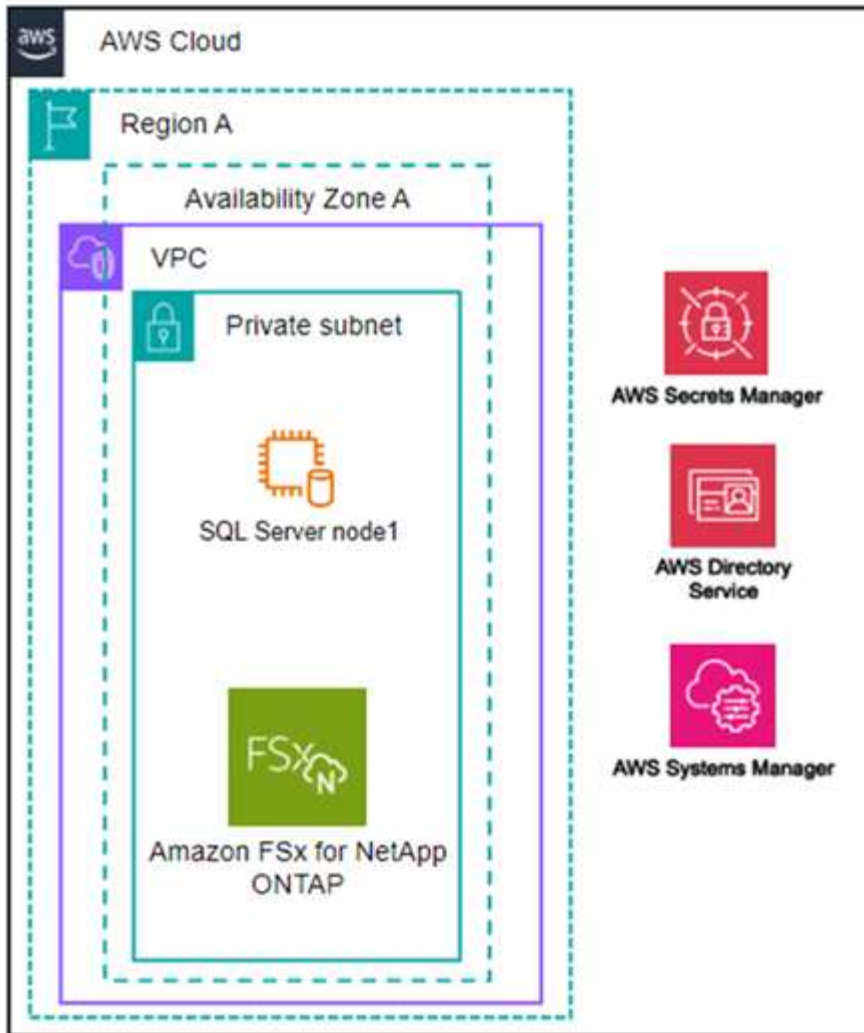 aws
AWS Cloud
Region A
Availability Zone A
VPC
Private subnet
SQL Server node1
FSx
N
Amazon FSx for NetApp
ONTAP
AWS Secrets Manager
AWS Directory
Service
AWS Systems Manager